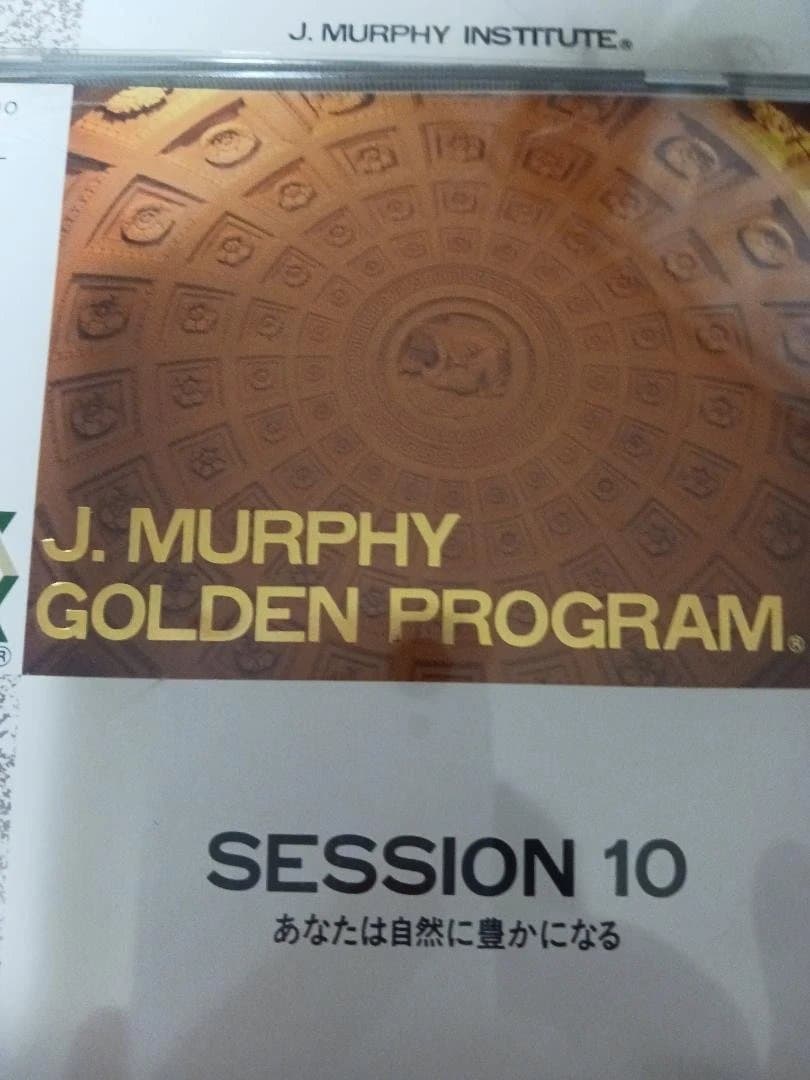 J. MURPHY INSTITUTE®
J. MURPHY
GOLDEN PROGRAM®
®
SESSION 10
あなたは自然に豊かになる